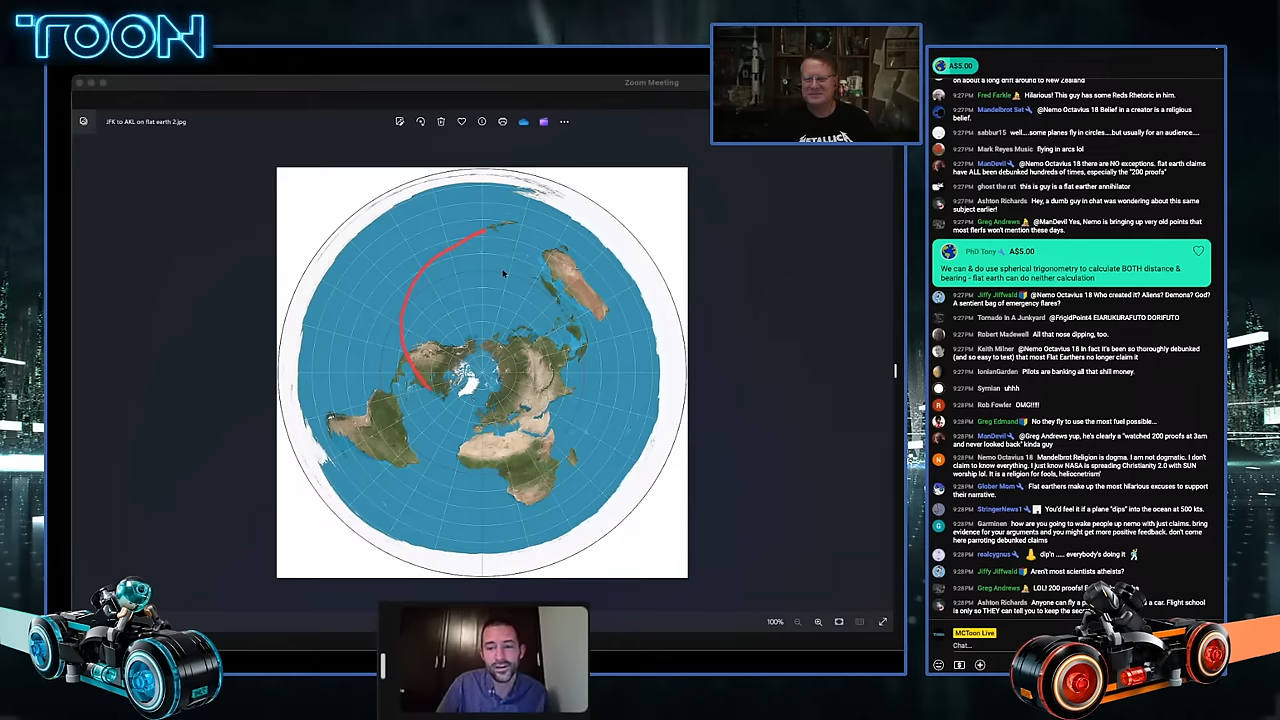 TOON
Zoom Meeting
JFK to AKL on flat earth 2.jpg
METALLICA
100%
A$5.00
on about a long drift around to New Zealand
9:27PM Fred Farkle Hilarious! This guy has some Reds Rhetoric in him.
9:27PM Mandelbrot Set @Nemo Octavius 18 Belief in a creator is a religious
belief.
9:27PM sabbur15 well....some planes fly in circles....but usually for an audience....
9:27PM Mark Reyes Music flying in arcs lol
9:27PM ManDevil @Nemo Octavius 18 there are NO exceptions. flat earth claims
have ALL been debunked hundreds of times, especially the "200 proofs"
9:27PM ghost the rat this is guy is a flat earther annihilator
9:27PM Ashton Richards Hey, a dumb guy in chat was wondering about this same
subject earlier!
9:27PM Greg Andrews @ManDevil Yes, Nemo is bringing up very old points that
most flerfs won't mention these days.
PhD Tony A$5.00
We can & do use spherical trigonometry to calculate BOTH distance &
bearing - flat earth can do neither calculation
9:27PM Jiffy Jiffwald @Nemo Octavius 18 Who created it? Aliens? Demons? God?
A sentient bag of emergency flares?
9:27PM Tornado In A Junkyard @FrigidPoint4 EIARUKURAFUTO DORIFUTO
9:27PM Robert Madewell All that nose dipping, too.
9:27PM Keith Milner @Nemo Octavius 18 In fact it's been so thoroughly debunked
(and so easy to test) that most Flat Earthers no longer claim it
9:27PM IonianGarden Pilots are banking all that shill money.
9:27PM Symian uhhh
9:28PM Rob Fowler OMG!!!!
9:28PM Greg Edmand No they fly to use the most fuel possible...
9:28PM ManDevil @Greg Andrews yup, he's clearly a "watched 200 proofs at 3am
and never looked back" kinda guy
9:28PM Nemo Octavius 18 Mandelbrot Religion is dogma. I am not dogmatic. I don't
claim to know everything. I just know NASA is spreading Christianity 2.0 with SUN
worship lol. It is a religion for fools, heliocnetrism'
9:28PM Glober Mom Flat earthers make up the most hilarious excuses to support
their narrative.
9:28PM StringerNews1 You'd feel it if a plane "dips" into the ocean at 500 kts.
9:28PM Garminen how are you going to wake people up nemo with just claims. bring
evidence for your arguments and you might get more positive feedback. don't come
here parroting debunked claims
9:28PM realcygnus dip'n ..... everybody's doing it
9:28PM Jiffy Jiffwald Aren't most scientists atheists?
9:28PM Greg Andrews LOL! 200 proofs!
9:28PM Ashton Richards Anyone can fly a a car. Flight school
is only so THEY can tell you to keep the
MCToon Live
Chat...